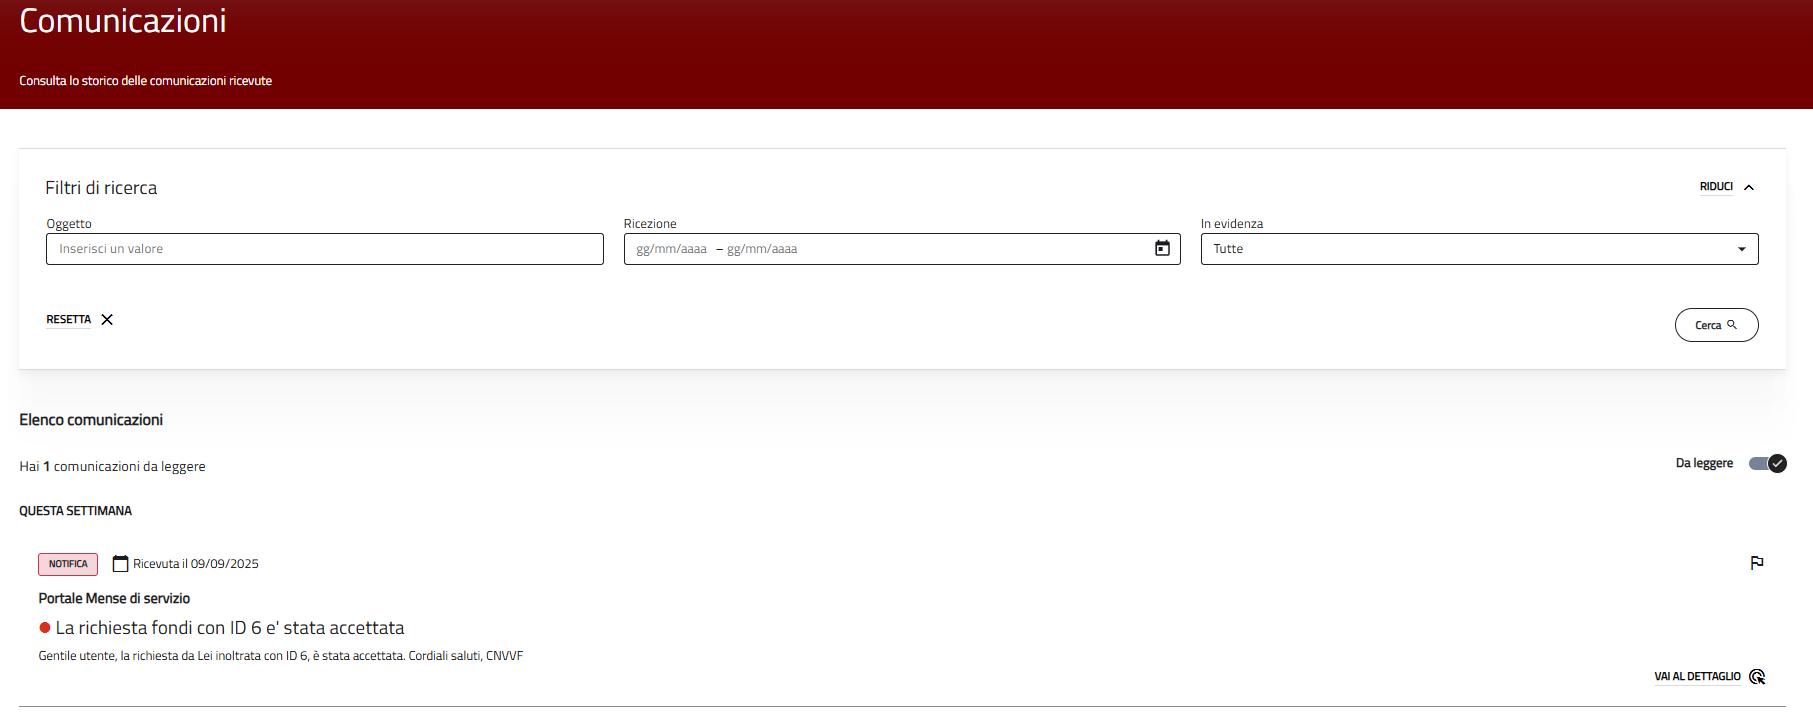 Comunicazioni
Consulta lo storico delle comunicazioni ricevute
Filtri di ricerca
RIDUCI
Oggetto
Ricezione
In evidenza
Inserisci un valore
gg/mm/aaaa – gg/mm/aaaa
Tutte
RESETTA
Cerca
Elenco comunicazioni
Hai 1 comunicazioni da leggere
Da leggere
QUESTA SETTIMANA
NOTIFICA
Ricevuta il 09/09/2025
Portale Mense di servizio
La richiesta fondi con ID 6 e' stata accettata
Gentile utente, la richiesta da Lei inoltrata con ID 6, è stata accettata. Cordiali saluti, CNVVF
VAI AL DETTAGLIO